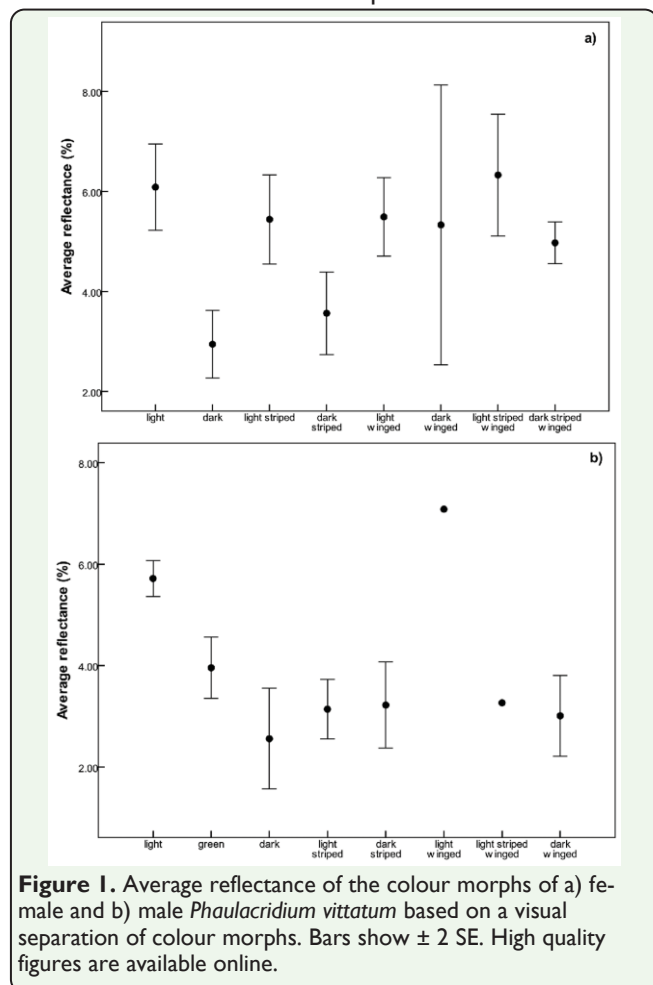 a)
Average reflectance (%)
8.00
6.00
4.00
2.00
light dark light striped dark striped light winged dark winged light striped winged dark striped winged
b)
Average reflectance (%)
8.00
6.00
4.00
2.00
light green dark light striped dark striped light winged light striped winged dark winged
Figure 1. Average reflectance of the colour morphs of a) fe-
male and b) male Phaulacridium vittatum based on a visual
separation of colour morphs. Bars show ± 2 SE. High quality
figures are available online.